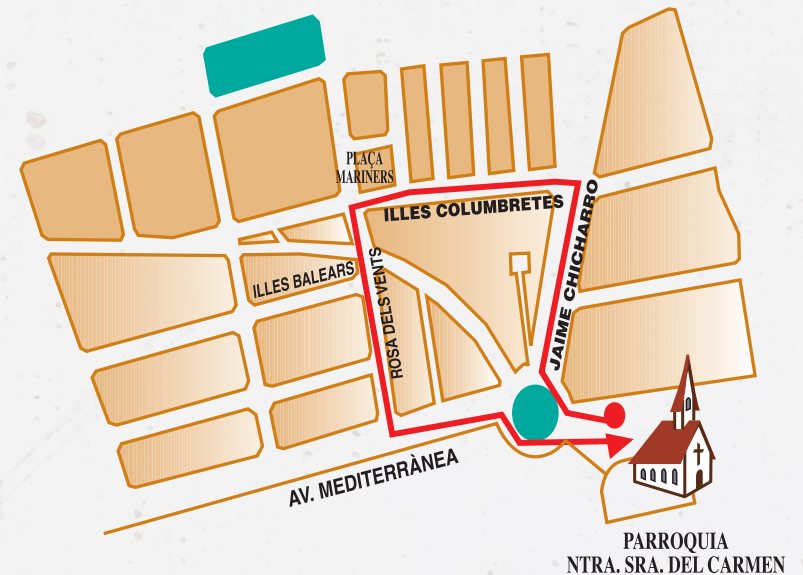 PLAÇA
MARINERS
ILLES COLUMBRETES
ILLES BALEARS
ROSA DELS VENTS
JAIME CHICHARRO
AV. MEDITERRÀNEA
PARROQUIA
NTRA. SRA. DEL CARMEN